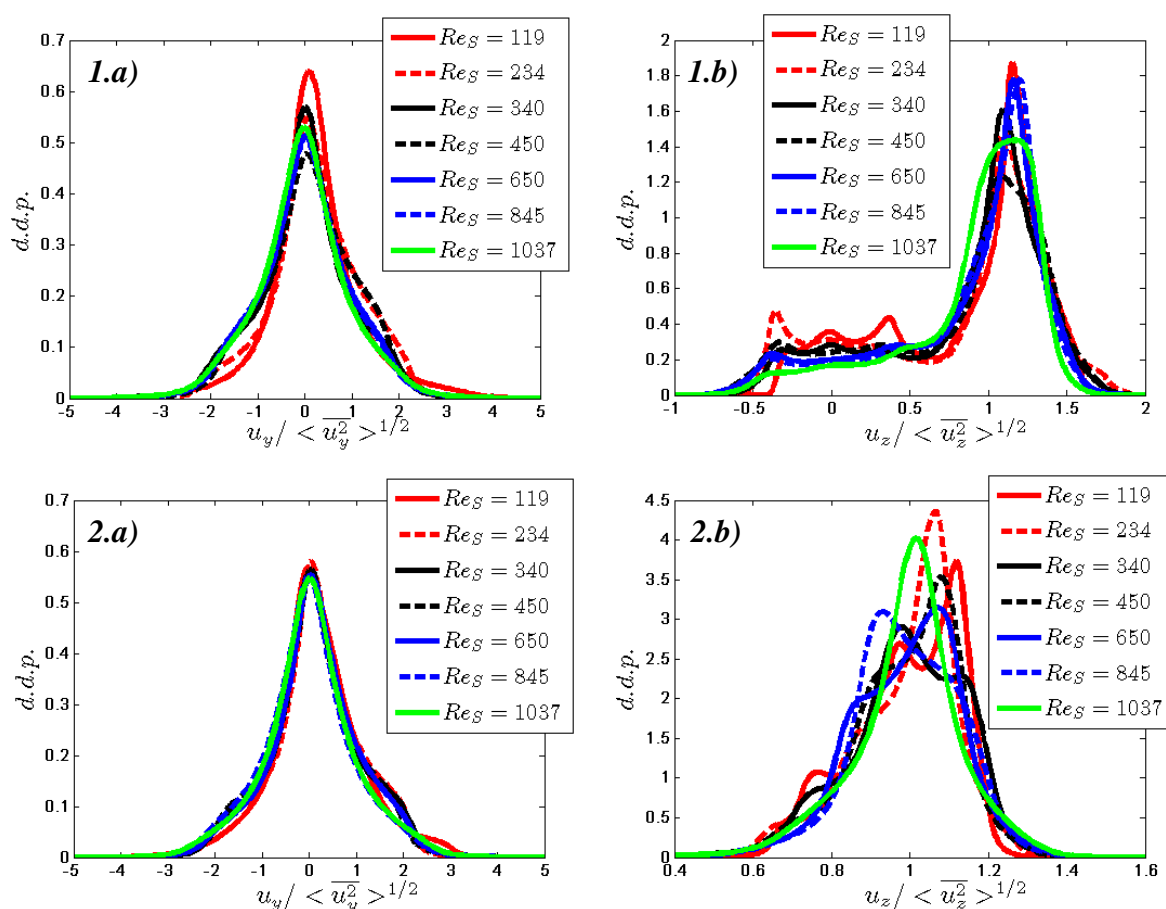 1.a)
d.d.p.
0.7
0.6
0.5
0.4
0.3
0.2
0.1
0
-5 -4 -3 -2 -1 0 1 2 3 4 5
u_y / < \overline{u_y^2} >^{1/2}
Re_S = 119
Re_S = 234
Re_S = 340
Re_S = 450
Re_S = 650
Re_S = 845
Re_S = 1037
1.b)
d.d.p.
2
1.8
1.6
1.4
1.2
1
0.8
0.6
0.4
0.2
0
-1 -0.5 0 0.5 1 1.5 2
u_z / < \overline{u_z^2} >^{1/2}
Re_S = 119
Re_S = 234
Re_S = 340
Re_S = 450
Re_S = 650
Re_S = 845
Re_S = 1037
2.a)
d.d.p.
0.7
0.6
0.5
0.4
0.3
0.2
0.1
0
-5 -4 -3 -2 -1 0 1 2 3 4 5
u_y / < \overline{u_y^2} >^{1/2}
Re_S = 119
Re_S = 234
Re_S = 340
Re_S = 450
Re_S = 650
Re_S = 845
Re_S = 1037
2.b)
d.d.p.
4.5
4
3.5
3
2.5
2
1.5
1
0.5
0
0.4 0.6 0.8 1 1.2 1.4 1.6
u_z / < \overline{u_z^2} >^{1/2}
Re_S = 119
Re_S = 234
Re_S = 340
Re_S = 450
Re_S = 650
Re_S = 845
Re_S = 1037